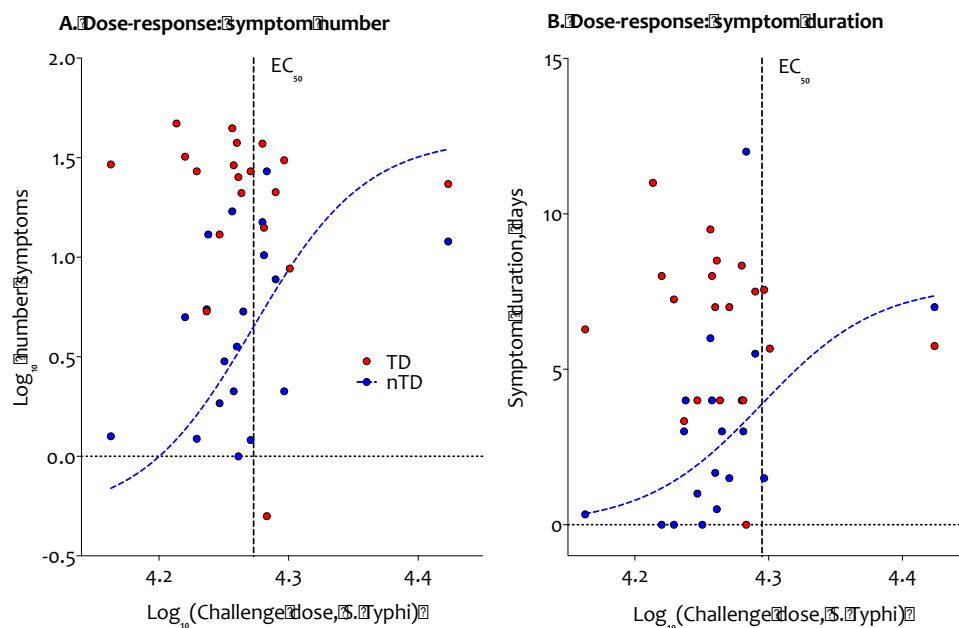 A. Dose-response: symptom number
B. Dose-response: symptom duration
2.0
1.5
1.0
0.5
0.0
-0.5
Log₁₀ number symptoms
EC₅₀
TD
nTD
4.2
4.3
4.4
Log₁₀(Challenge dose, S. Typhi)
15
10
5
0
Symptom duration, days
EC₅₀
4.2
4.3
4.4
Log₁₀(Challenge dose, S. Typhi)